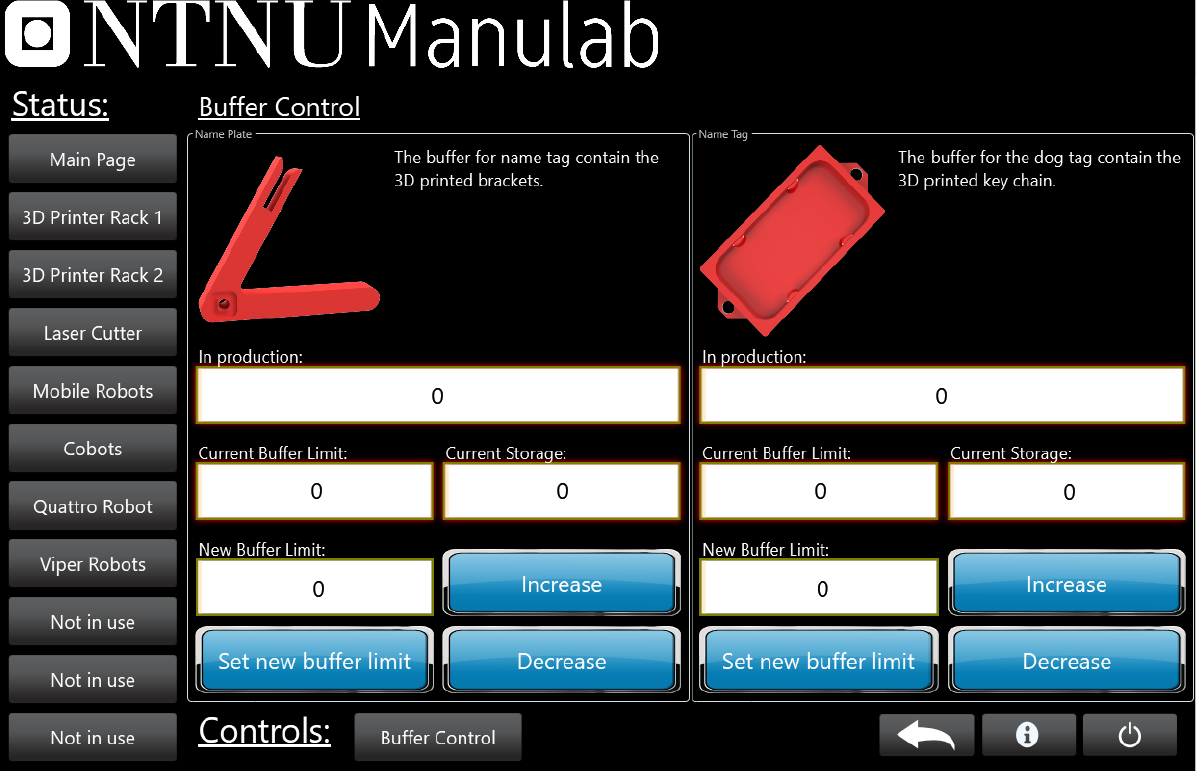 NTNU Manulab
Status:
Main Page
3D Printer Rack 1
3D Printer Rack 2
Laser Cutter
Mobile Robots
Cobots
Quattro Robot
Viper Robots
Not in use
Not in use
Not in use
Buffer Control
Name Plate
The buffer for name tag contain the
3D printed brackets.
In production:
0
Current Buffer Limit:
Current Storage:
0
0
New Buffer Limit:
0
Increase
Set new buffer limit
Decrease
Name Tag
The buffer for the dog tag contain the
3D printed key chain.
In production:
0
Current Buffer Limit:
Current Storage:
0
0
New Buffer Limit:
0
Increase
Set new buffer limit
Decrease
Controls:
Buffer Control